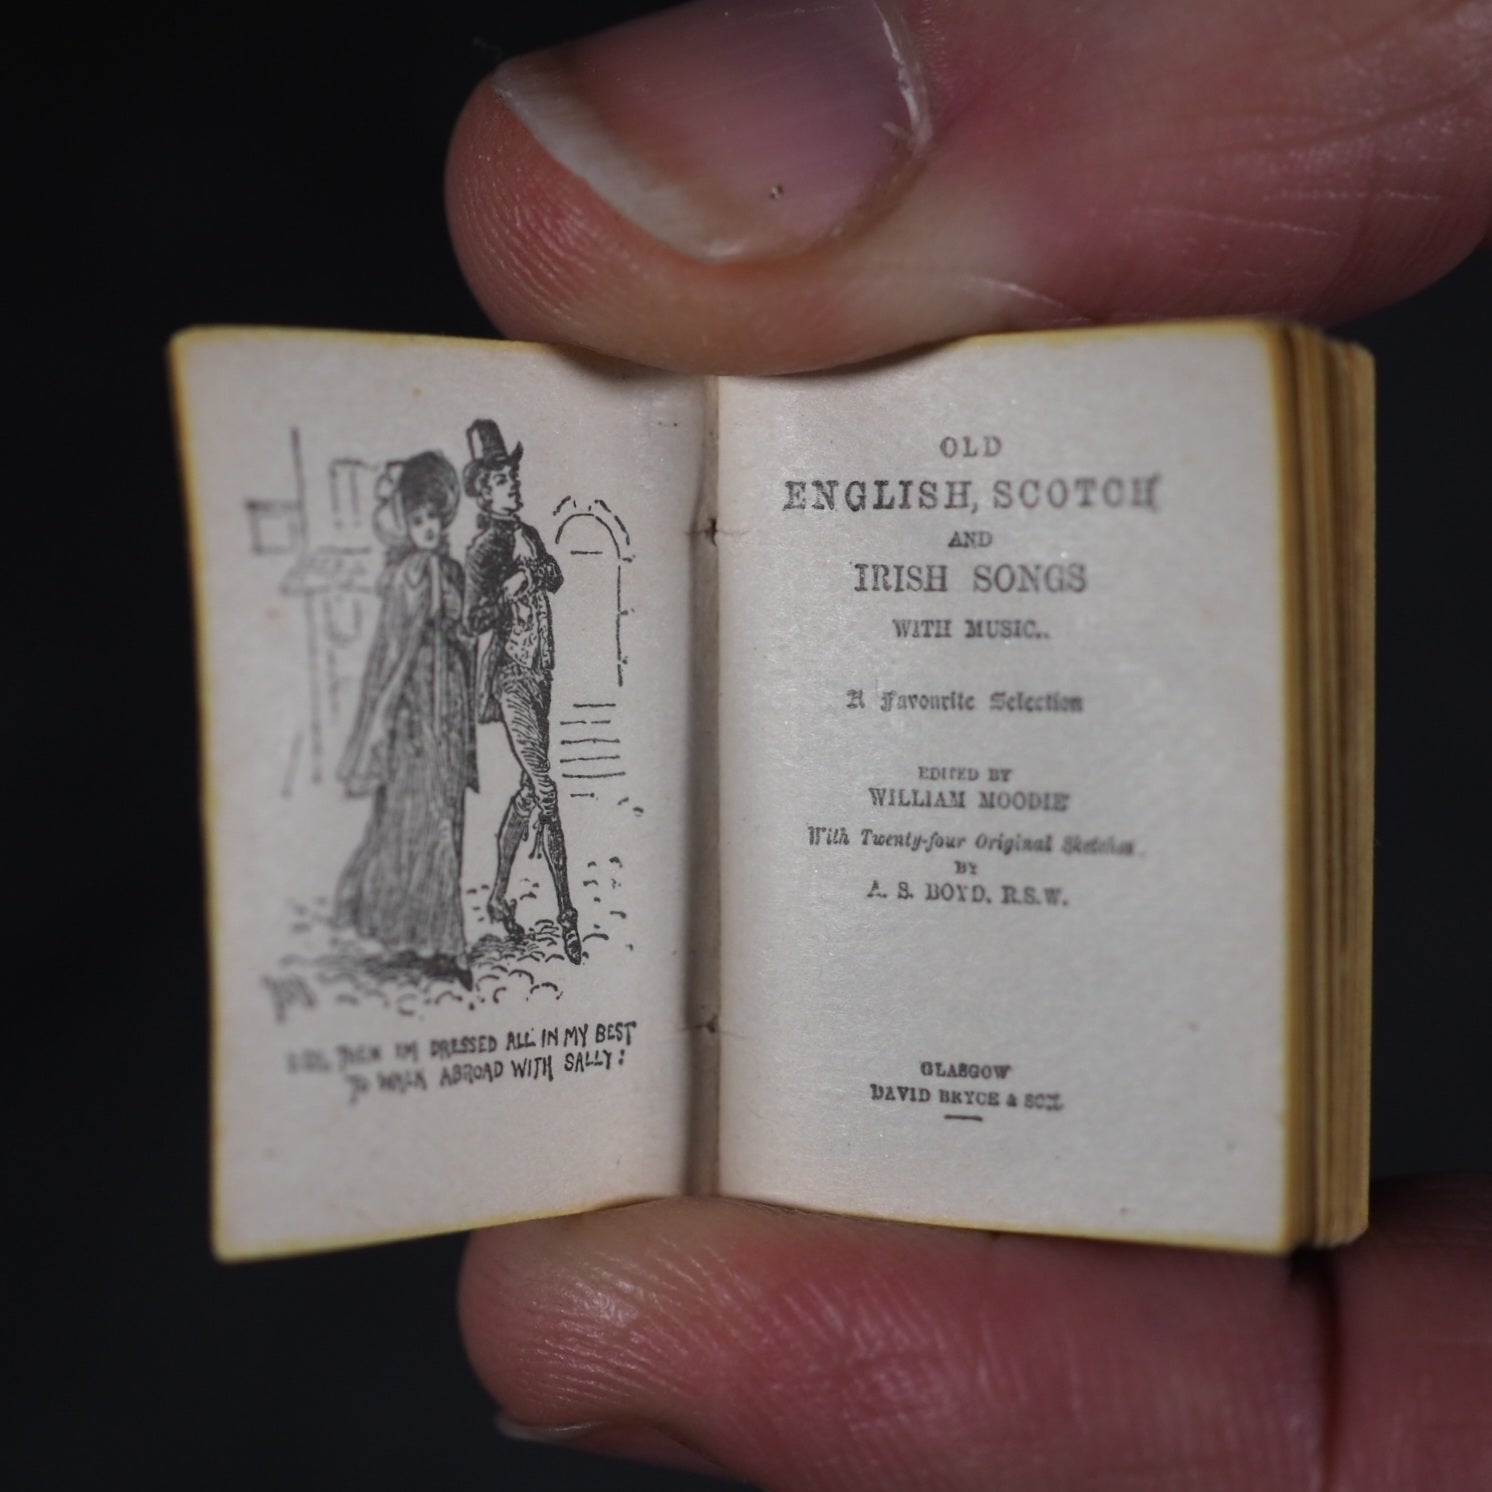 THEN I'M DRESSED ALL IN MY BEST
TO WALK ABROAD WITH SALLY:
OLD
ENGLISH, SCOTCH
AND
IRISH SONGS
WITH MUSIC.
A Favourite Selection
EDITED BY
WILLIAM MOODIE
With Twenty-four Original Sketches
BY
A. S. BOYD, R.S.W.
GLASGOW
DAVID BRYCE & SON